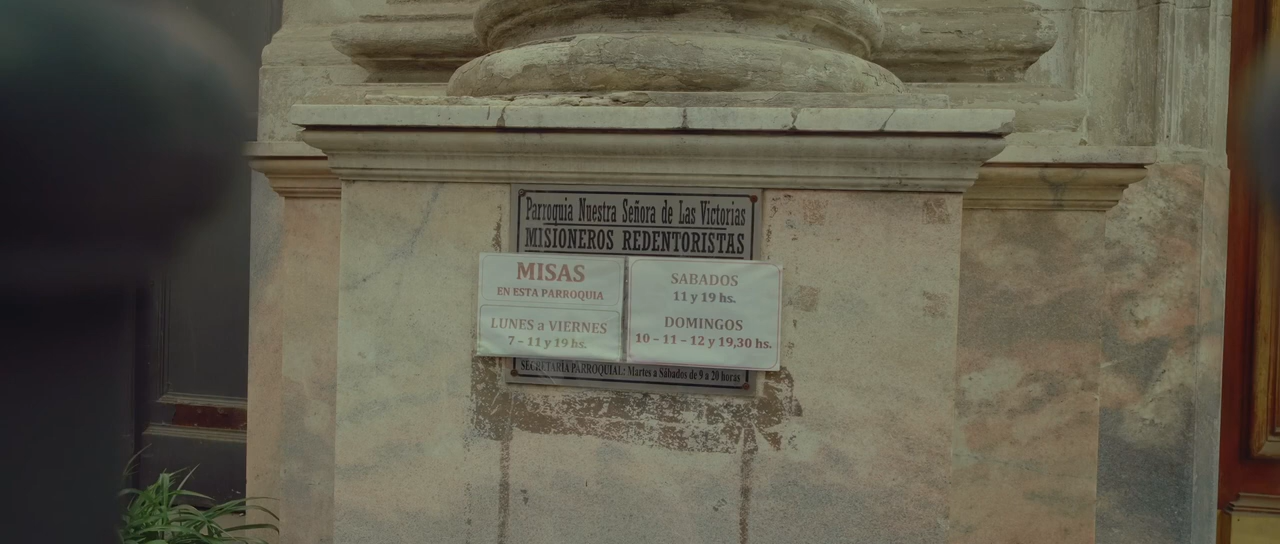 Parroquia Nuestra Señora de Las Victorias
MISIONEROS REDENTORISTAS
MISAS
EN ESTA PARROQUIA
LUNES a VIERNES
7 – 11 y 19 hs.
SABADOS
11 y 19 hs.
DOMINGOS
10 – 11 – 12 y 19,30 hs.
SECRETARIA PARROQUIAL: Martes a Sábados de 9 a 20 horas